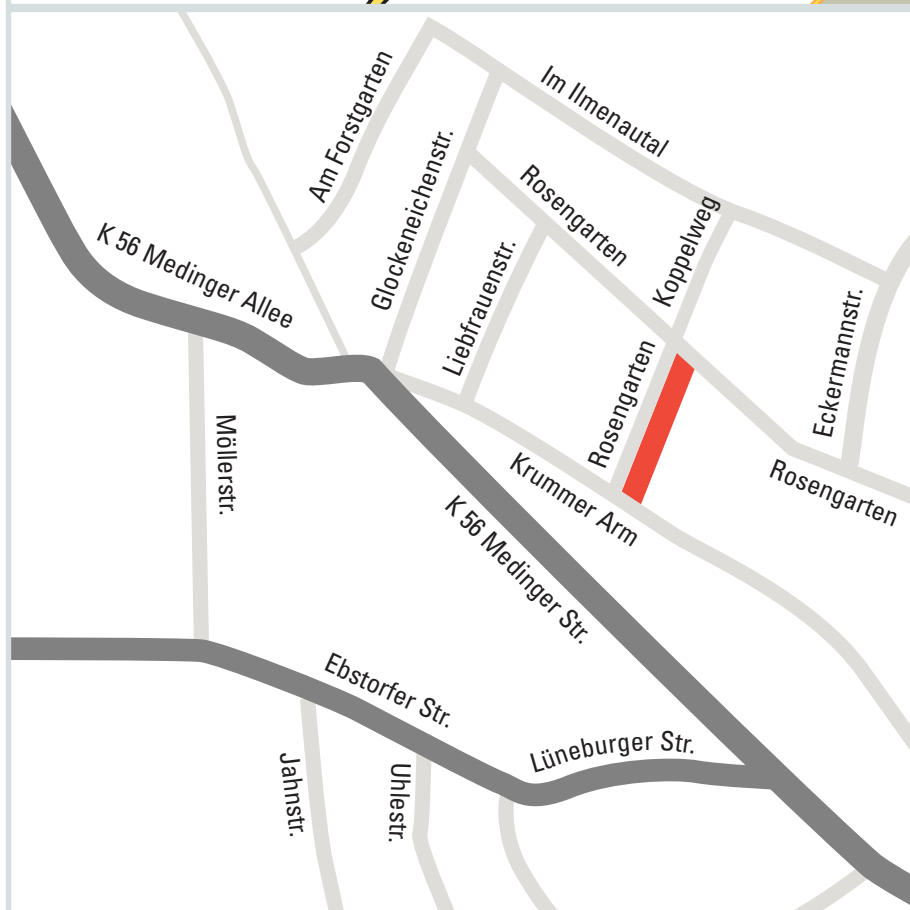 Im Ilmenautal
Am Forstgarten
Glockeneichenstr.
Rosengarten
Koppelweg
K 56 Medinger Allee
Liebfrauenstr.
Eckermannstr.
Rosengarten
Möllerstr.
Krummer Arm
Rosengarten
K 56 Medinger Str.
Ebstorfer Str.
Lüneburger Str.
Jahnstr.
Uhlestr.